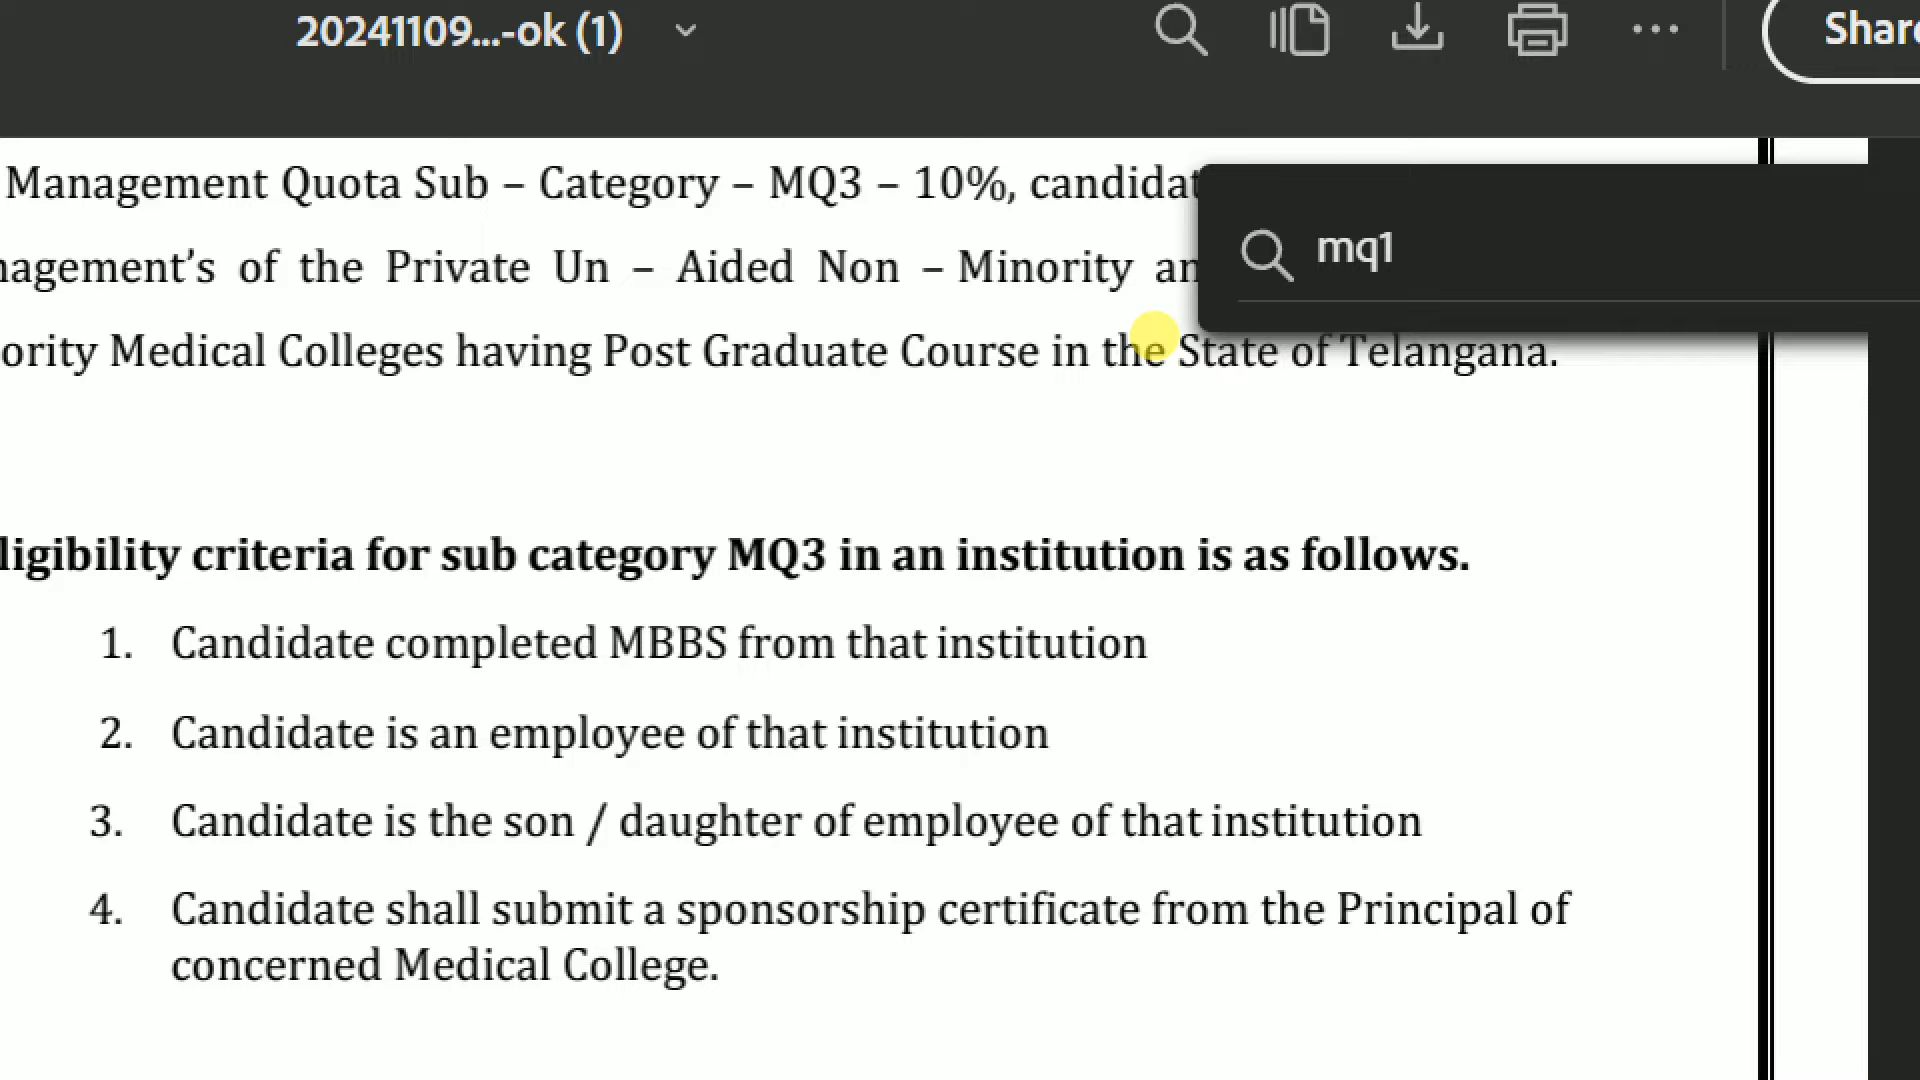 20241109...-ok (1)
Share
Management Quota Sub – Category – MQ3 – 10%, candidat
mq1
nagement’s of the Private Un – Aided Non – Minority an
ority Medical Colleges having Post Graduate Course in the State of Telangana.
ligibility criteria for sub category MQ3 in an institution is as follows.
1. Candidate completed MBBS from that institution
2. Candidate is an employee of that institution
3. Candidate is the son / daughter of employee of that institution
4. Candidate shall submit a sponsorship certificate from the Principal of
concerned Medical College.